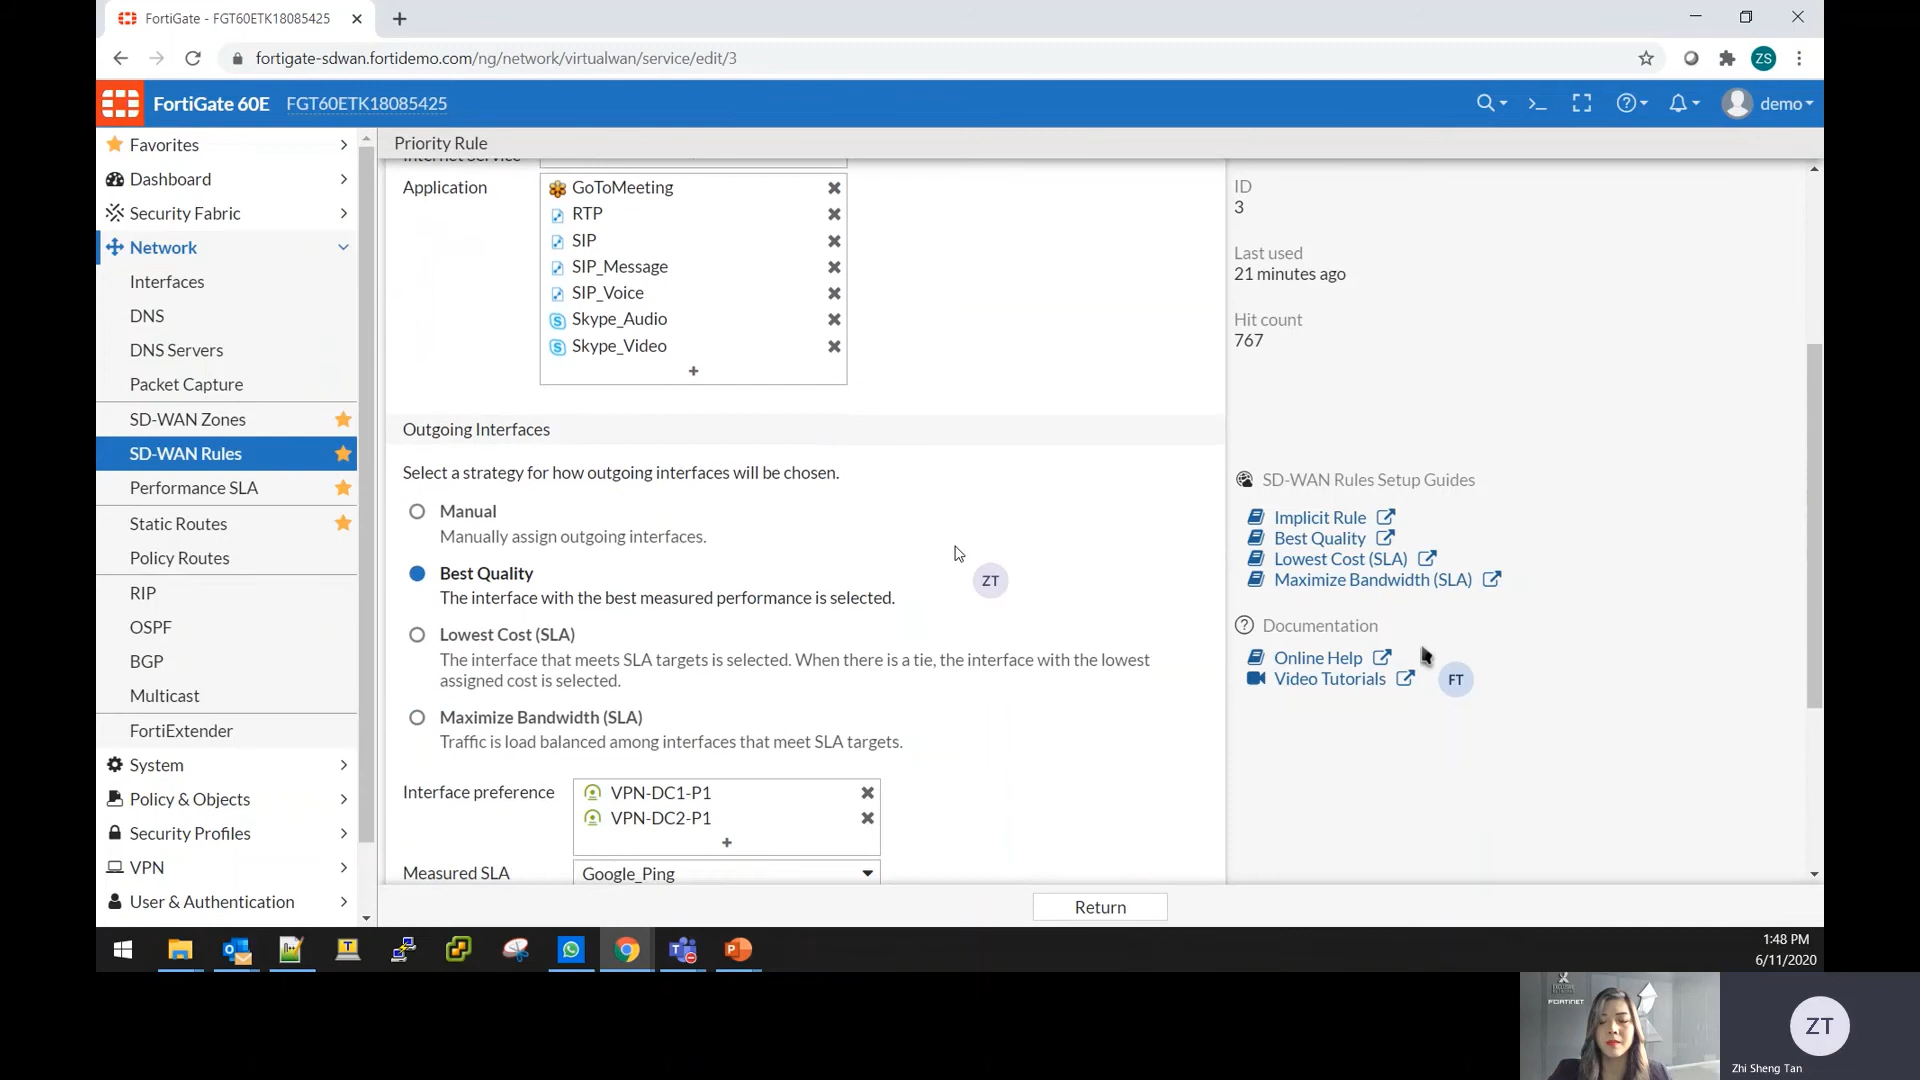 FortiGate - FGT60ETK18085425
fortigate-sdwan.fortidemo.com/ng/network/virtualwan/service/edit/3
ZS
FortiGate 60E FGT60ETK18085425
demo
Favorites
Dashboard
Security Fabric
Network
Interfaces
DNS
DNS Servers
Packet Capture
SD-WAN Zones
SD-WAN Rules
Performance SLA
Static Routes
Policy Routes
RIP
OSPF
BGP
Multicast
FortiExtender
System
Policy & Objects
Security Profiles
VPN
User & Authentication
Priority Rule
Internet Service
Application
GoToMeeting
RTP
SIP
SIP_Message
SIP_Voice
Skype_Audio
Skype_Video
Outgoing Interfaces
Select a strategy for how outgoing interfaces will be chosen.
Manual
Manually assign outgoing interfaces.
Best Quality
The interface with the best measured performance is selected.
Lowest Cost (SLA)
The interface that meets SLA targets is selected. When there is a tie, the interface with the lowest
assigned cost is selected.
Maximize Bandwidth (SLA)
Traffic is load balanced among interfaces that meet SLA targets.
Interface preference
VPN-DC1-P1
VPN-DC2-P1
Measured SLA
Google_Ping
ZT
ID
3
Last used
21 minutes ago
Hit count
767
SD-WAN Rules Setup Guides
Implicit Rule
Best Quality
Lowest Cost (SLA)
Maximize Bandwidth (SLA)
Documentation
Online Help
Video Tutorials
FT
Return
1:48 PM
6/11/2020
FORTINET
ZT
Zhi Sheng Tan